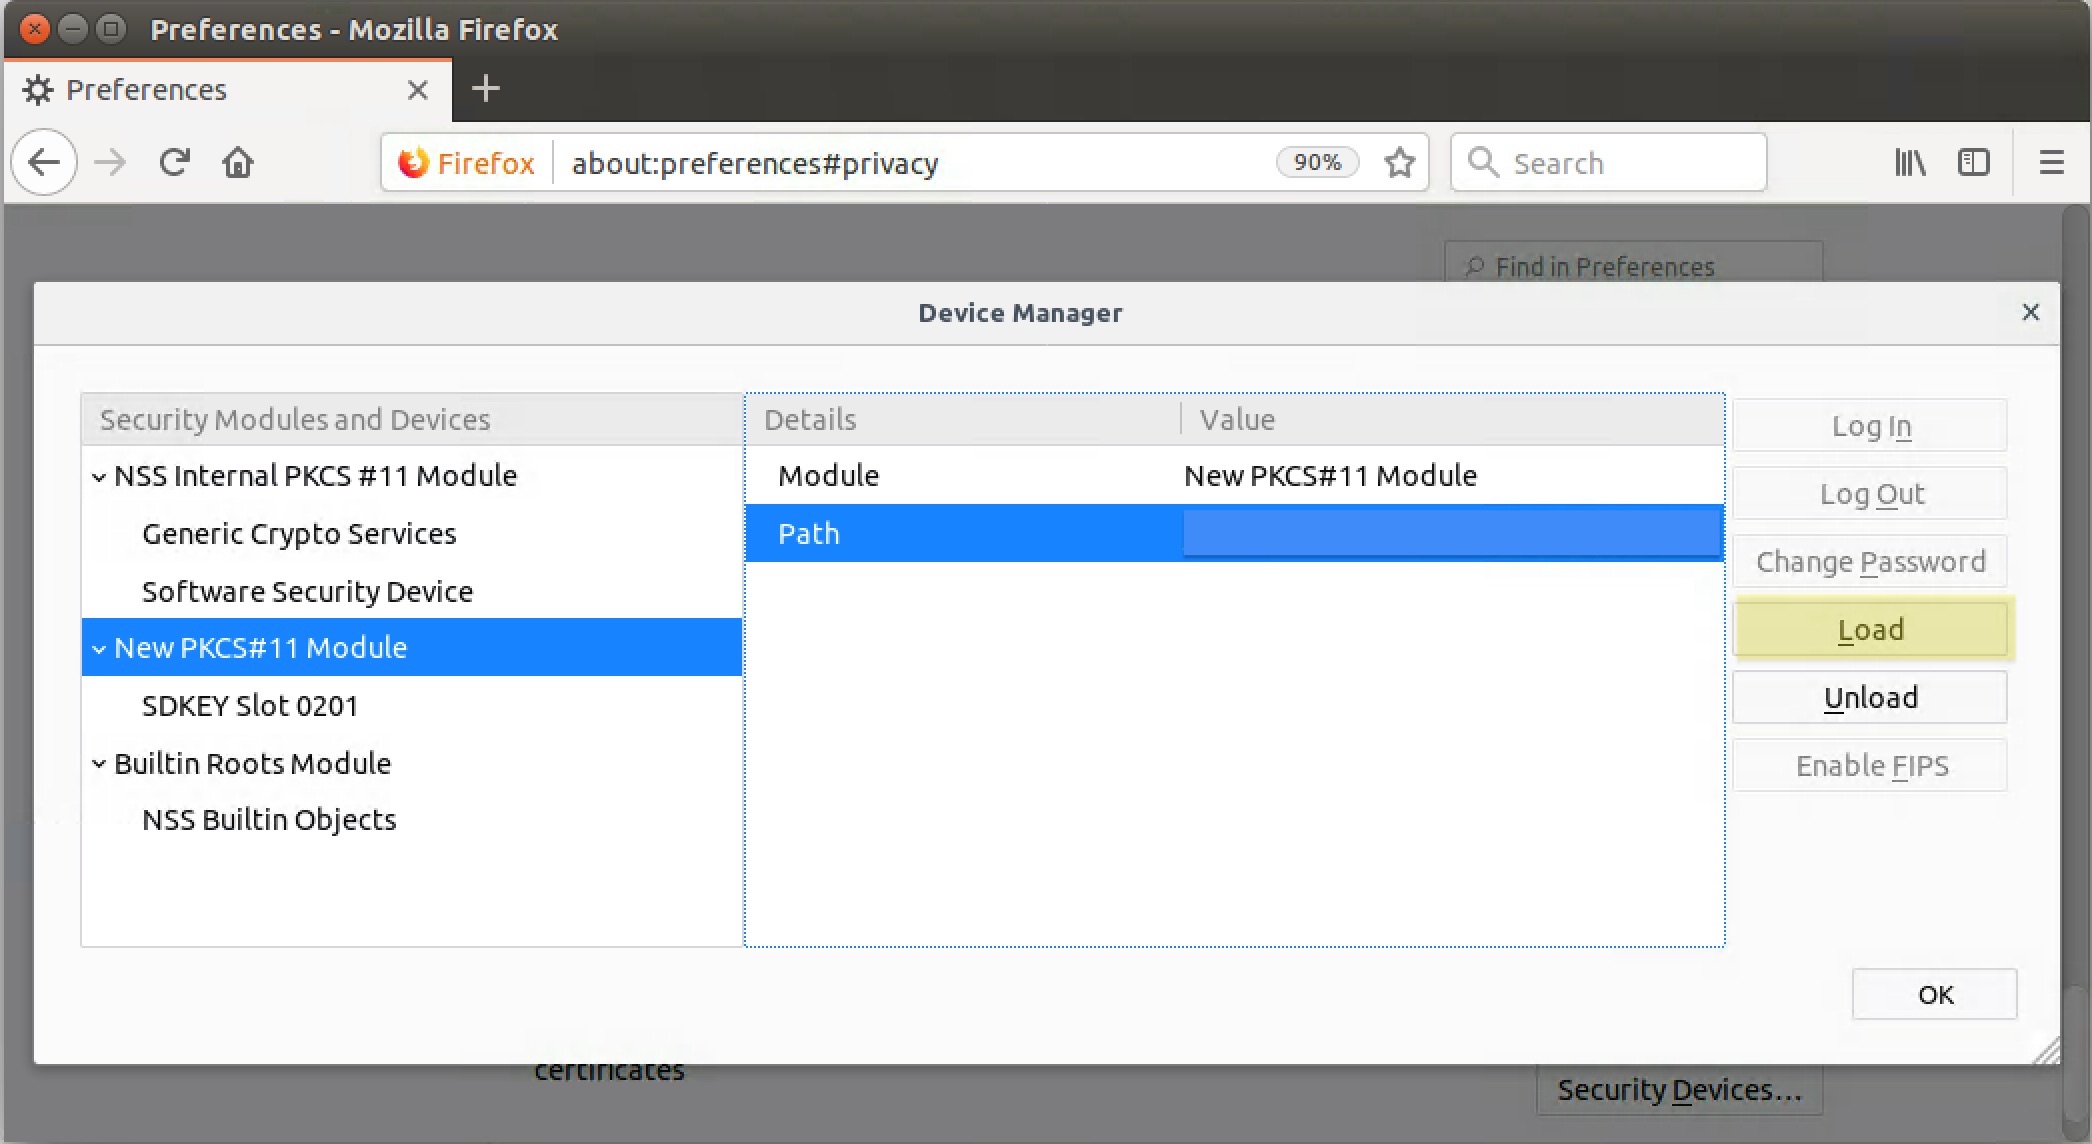 Preferences - Mozilla Firefox
Preferences
Firefox about:preferences#privacy 90% Search
Find in Preferences
Device Manager
Security Modules and Devices
NSS Internal PKCS #11 Module
Generic Crypto Services
Software Security Device
New PKCS#11 Module
SDKEY Slot 0201
Builtin Roots Module
NSS Builtin Objects
Details Value
Module New PKCS#11 Module
Path
Log In
Log Out
Change Password
Load
Unload
Enable FIPS
OK
certificates
Security Devices...